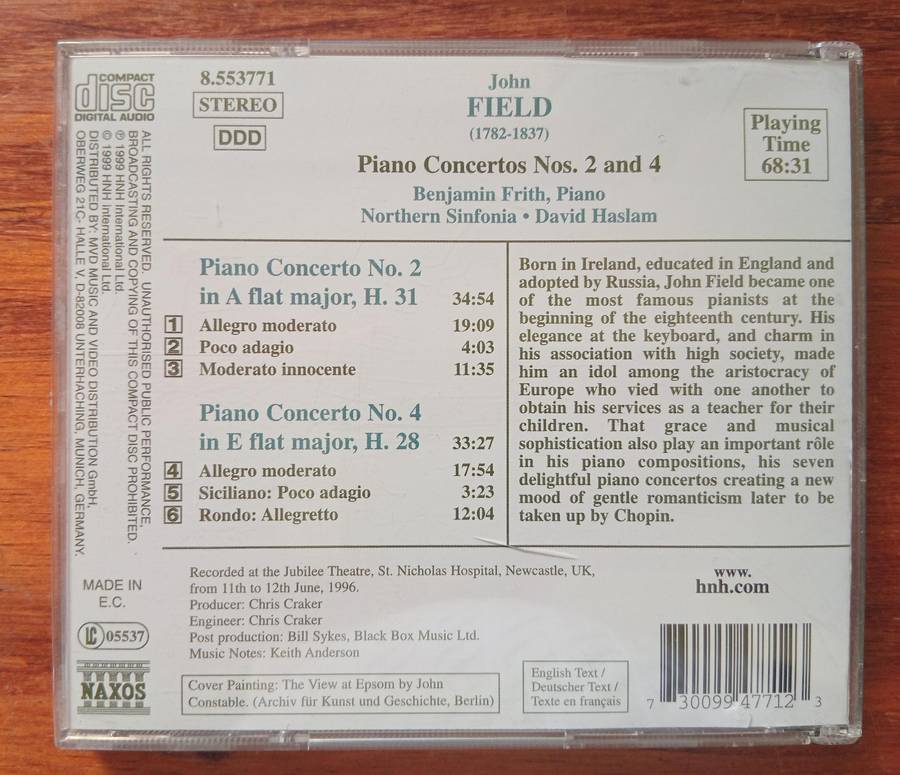 COMPACT
disc
DIGITAL AUDIO
8.553771
STEREO
DDD
John
FIELD
(1782-1837)
Piano Concertos Nos. 2 and 4
Benjamin Frith, Piano
Northern Sinfonia • David Haslam
Playing
Time
68:31
Piano Concerto No. 2
in A flat major, H. 31 34:54
1 Allegro moderato 19:09
2 Poco adagio 4:03
3 Moderato innocente 11:35
Piano Concerto No. 4
in E flat major, H. 28 33:27
4 Allegro moderato 17:54
5 Siciliano: Poco adagio 3:23
6 Rondo: Allegretto 12:04
Born in Ireland, educated in England and
adopted by Russia, John Field became one
of the most famous pianists at the
beginning of the eighteenth century. His
elegance at the keyboard, and charm in
his association with high society, made
him an idol among the aristocracy of
Europe who vied with one another to
obtain his services as a teacher for their
children. That grace and musical
sophistication also play an important rôle
in his piano compositions, his seven
delightful piano concertos creating a new
mood of gentle romanticism later to be
taken up by Chopin.
ALL RIGHTS RESERVED. UNAUTHORISED PUBLIC PERFORMANCE,
BROADCASTING AND COPYING OF THIS COMPACT DISC PROHIBITED.
℗ 1999 HNH International Ltd.
© 1999 HNH International Ltd.
DISTRIBUTED BY: MVD MUSIC AND VIDEO DISTRIBUTION GmbH,
OBERWEG 21C- HALLE V, D-82008 UNTERHACHING, MUNICH, GERMANY.
MADE IN
E.C.
LC 05537
NAXOS
Recorded at the Jubilee Theatre, St. Nicholas Hospital, Newcastle, UK,
from 11th to 12th June, 1996.
Producer: Chris Craker
Engineer: Chris Craker
Post production: Bill Sykes, Black Box Music Ltd.
Music Notes: Keith Anderson
Cover Painting: The View at Epsom by John
Constable. (Archiv für Kunst und Geschichte, Berlin)
English Text /
Deutscher Text /
Texte en français
www.
hnh.com
7 30099 47712 3